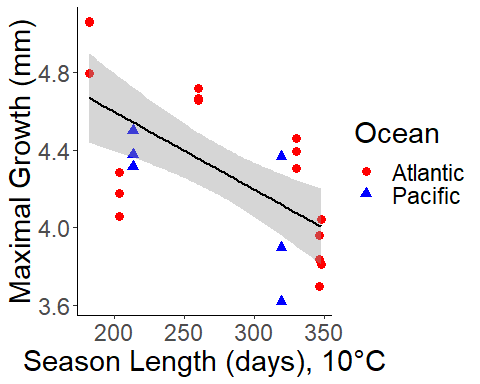 Maximal Growth (mm)
4.8
4.4
4.0
3.6
200
250
300
350
Season Length (days), 10°C
Ocean
Atlantic
Pacific